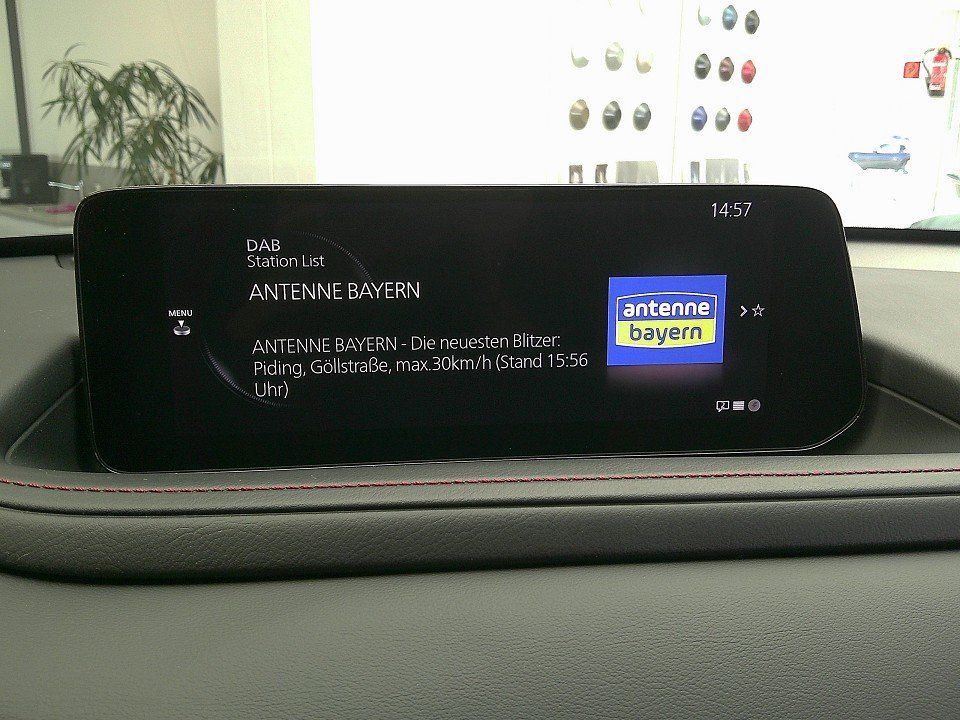 14:57
DAB
Station List
ANTENNE BAYERN
MENU
ANTENNE BAYERN - Die neuesten Blitzer:
Piding, Göllstraße, max.30km/h (Stand 15:56
Uhr)
antenne
bayern